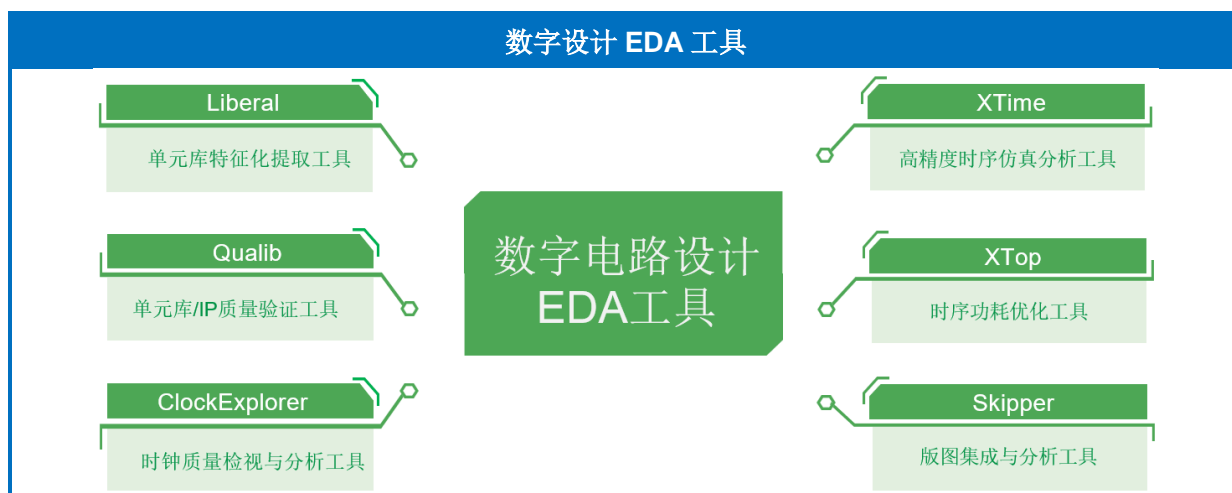 数字设计 EDA 工具
Liberal
单元库特征化提取工具
Qualib
单元库/IP质量验证工具
ClockExplorer
时钟质量检视与分析工具
数字电路设计
EDA工具
XTime
高精度时序仿真分析工具
XTop
时序功耗优化工具
Skipper
版图集成与分析工具